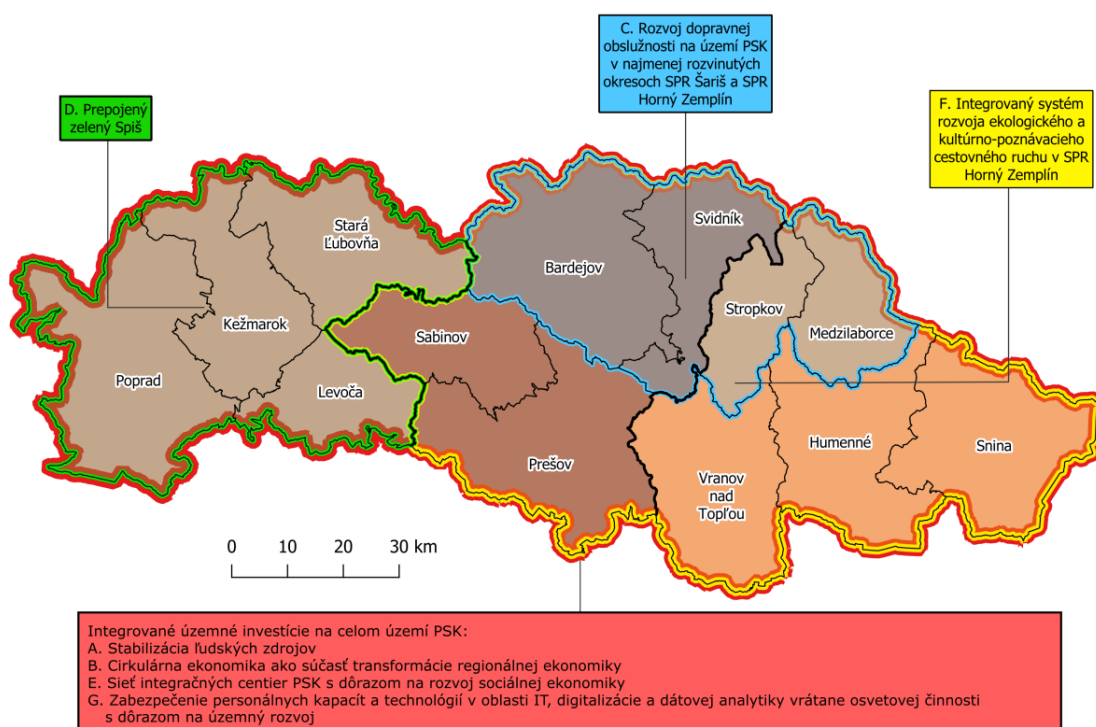 C. Rozvoj dopravnej
obslužnosti na území PSK
v najmenej rozvinutých
okresoch SPR Šariš a SPR
Horný Zemplín
D. Prepojený
zelený Spiš
F. Integrovaný systém
rozvoja ekologického a
kultúrno-poznávacieho
cestovného ruchu v SPR
Horný Zemplín
Stará
Ľubovňa
Svidník
Bardejov
Stropkov
Medzilaborce
Kežmarok
Sabinov
Poprad
Levoča
Prešov
Humenné
Snina
Vranov
nad
Topľou
0 10 20 30 km
Integrované územné investície na celom území PSK:
A. Stabilizácia ľudských zdrojov
B. Cirkulárna ekonomika ako súčasť transformácie regionálnej ekonomiky
E. Sieť integračných centier PSK s dôrazom na rozvoj sociálnej ekonomiky
G. Zabezpečenie personálnych kapacít a technológií v oblasti IT, digitalizácie a dátovej analytiky vrátane osvetovej činnosti
s dôrazom na územný rozvoj